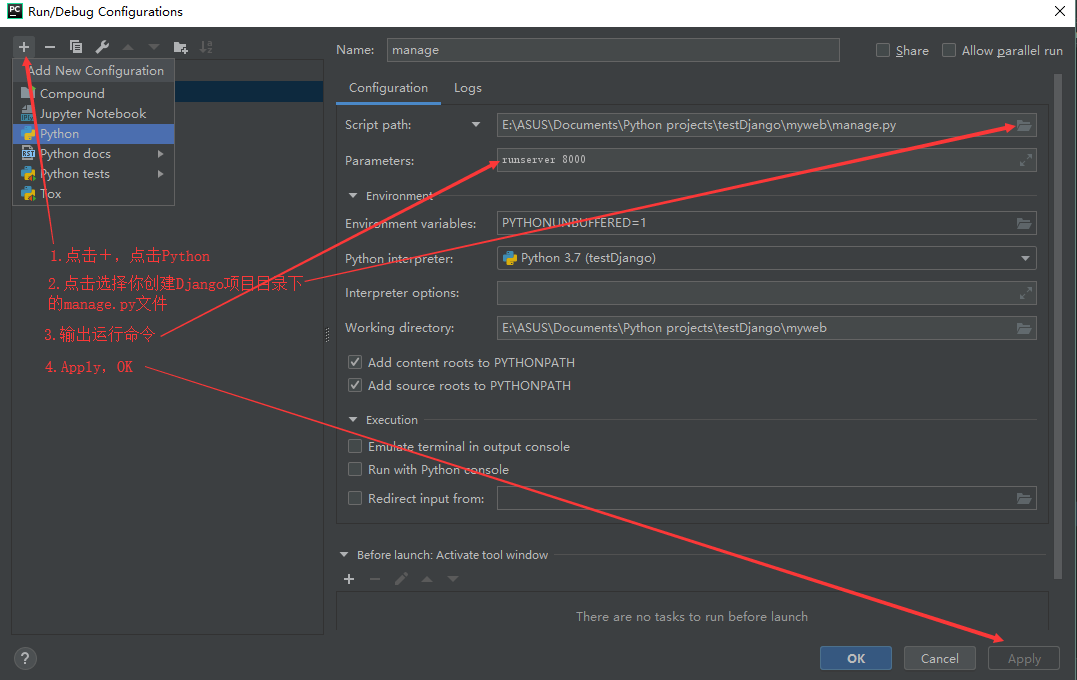 PC Run/Debug Configurations
Name: manage
Share
Allow parallel run
Add New Configuration
Compound
Jupyter Notebook
Python
Python docs
Python tests
Tox
Configuration
Logs
Script path: E:\ASUS\Documents\Python projects\testDjango\myweb\manage.py
Parameters: runserver 8000
Environment
Environment variables: PYTHONUNBUFFERED=1
Python interpreter: Python 3.7 (testDjango)
Interpreter options:
Working directory: E:\ASUS\Documents\Python projects\testDjango\myweb
Add content roots to PYTHONPATH
Add source roots to PYTHONPATH
Execution
Emulate terminal in output console
Run with Python console
Redirect input from:
Before launch: Activate tool window
There are no tasks to run before launch
1.点击+，点击Python
2.点击选择你创建Django项目目录下
的manage.py文件
3.输出运行命令
4.Apply，OK
?
OK
Cancel
Apply